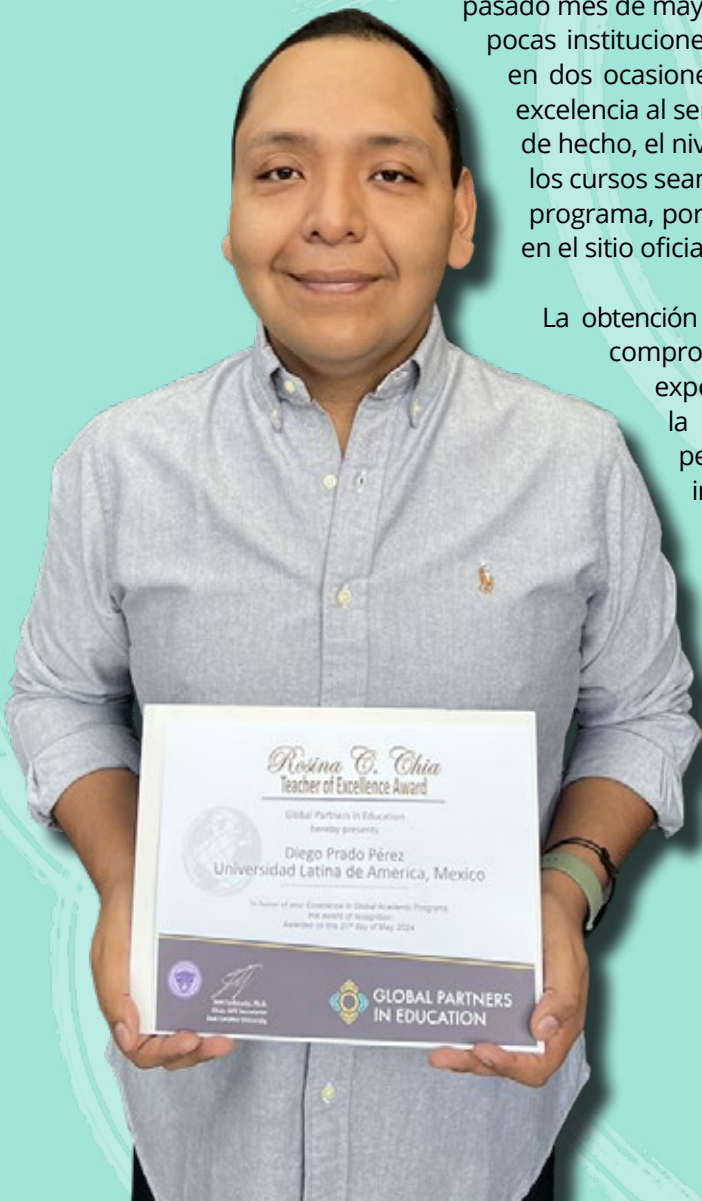 pasado mes de may
pocas institucione
en dos ocasione
excelencia al ser
de hecho, el niv
los cursos sean
programa, por
en el sitio oficia
La obtención
compro
expe
la
pe
in
Rosina C. Chia
Teacher of Excellence Award
Global Partners in Education
hereby presents
Diego Prado Pérez
Universidad Latina de America, Mexico
In honor of your Excellence in Global Academic Programs
this award of recognition
Awarded on this 21st day of May 2024
East Carolina University
GLOBAL PARTNERS
IN EDUCATION